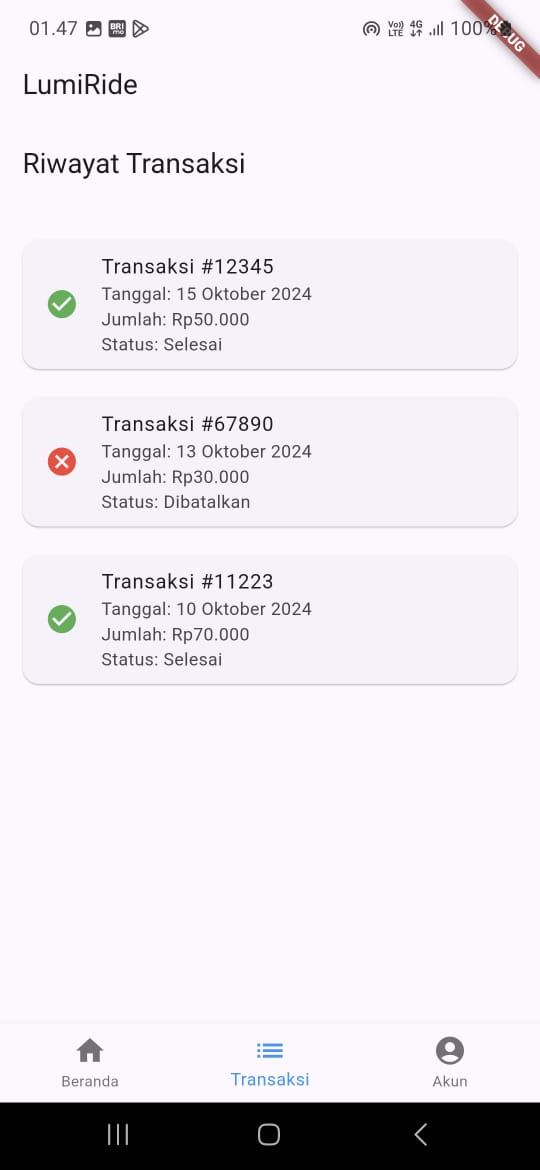 01.47 BRI mo Vo)) LTE 4G 100%
DEBUG
LumiRide
Riwayat Transaksi
Transaksi #12345
Tanggal: 15 Oktober 2024
Jumlah: Rp50.000
Status: Selesai
Transaksi #67890
Tanggal: 13 Oktober 2024
Jumlah: Rp30.000
Status: Dibatalkan
Transaksi #11223
Tanggal: 10 Oktober 2024
Jumlah: Rp70.000
Status: Selesai
Beranda Transaksi Akun